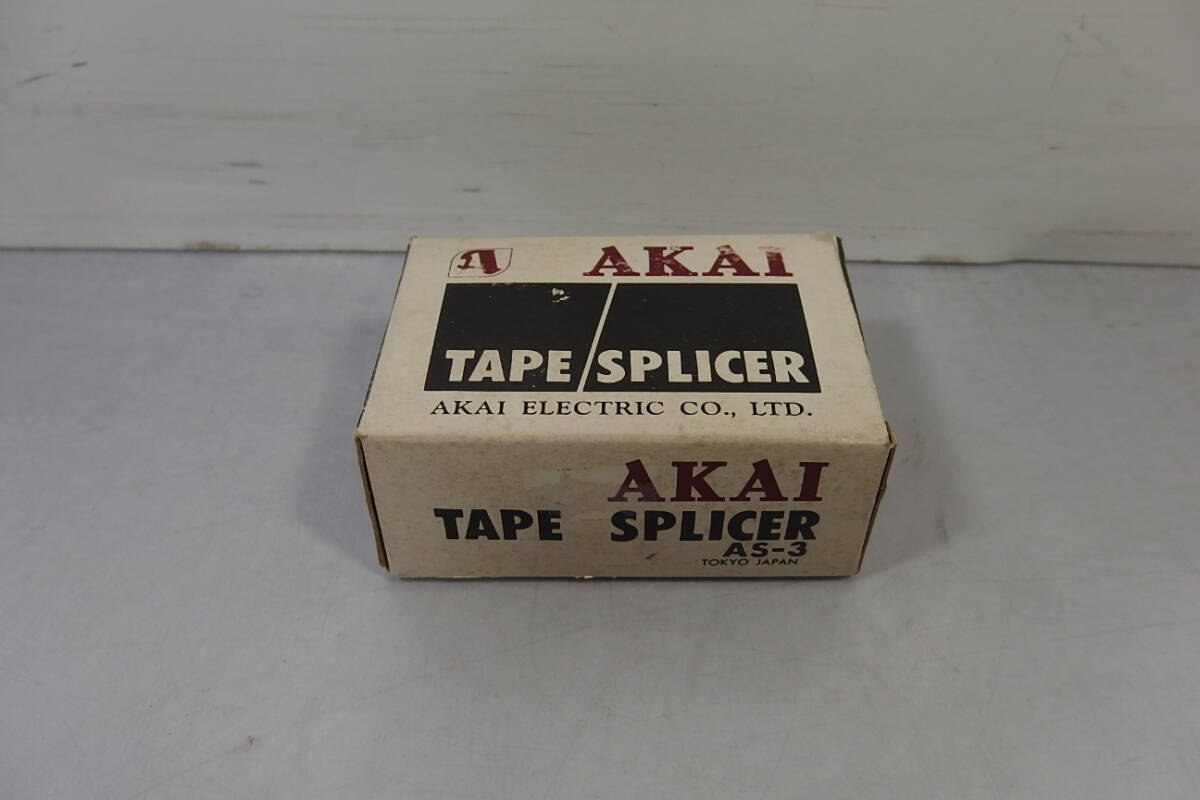 A AKAI
TAPE SPLICER
AKAI ELECTRIC CO., LTD.
AKAI
TAPE SPLICER
AS-3
TOKYO JAPAN